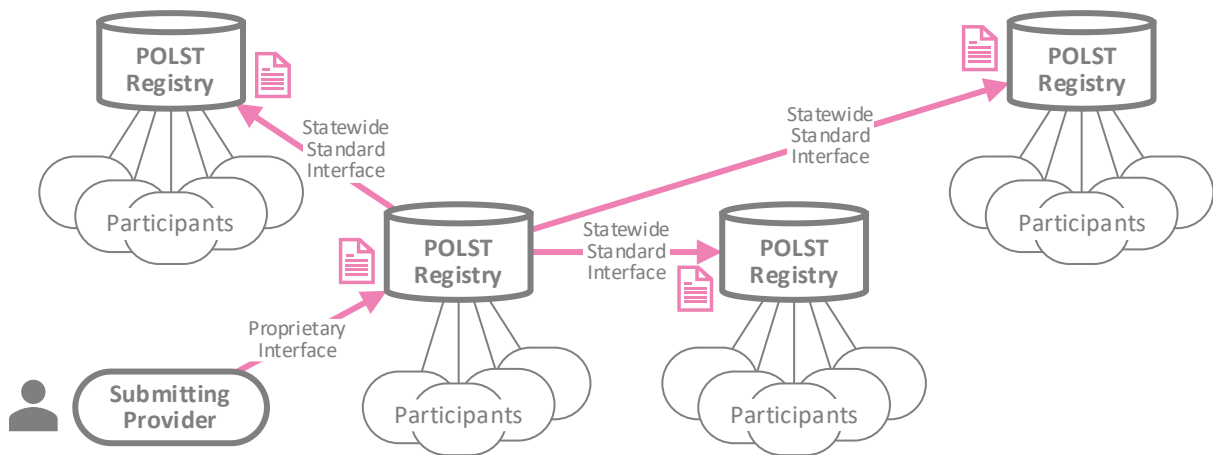 POLST
Registry
Participants
Statewide
Standard
Interface
Statewide
Standard
Interface
POLST
Registry
Participants
POLST
Registry
Participants
Statewide
Standard
Interface
POLST
Registry
Participants
Proprietary
Interface
Submitting
Provider